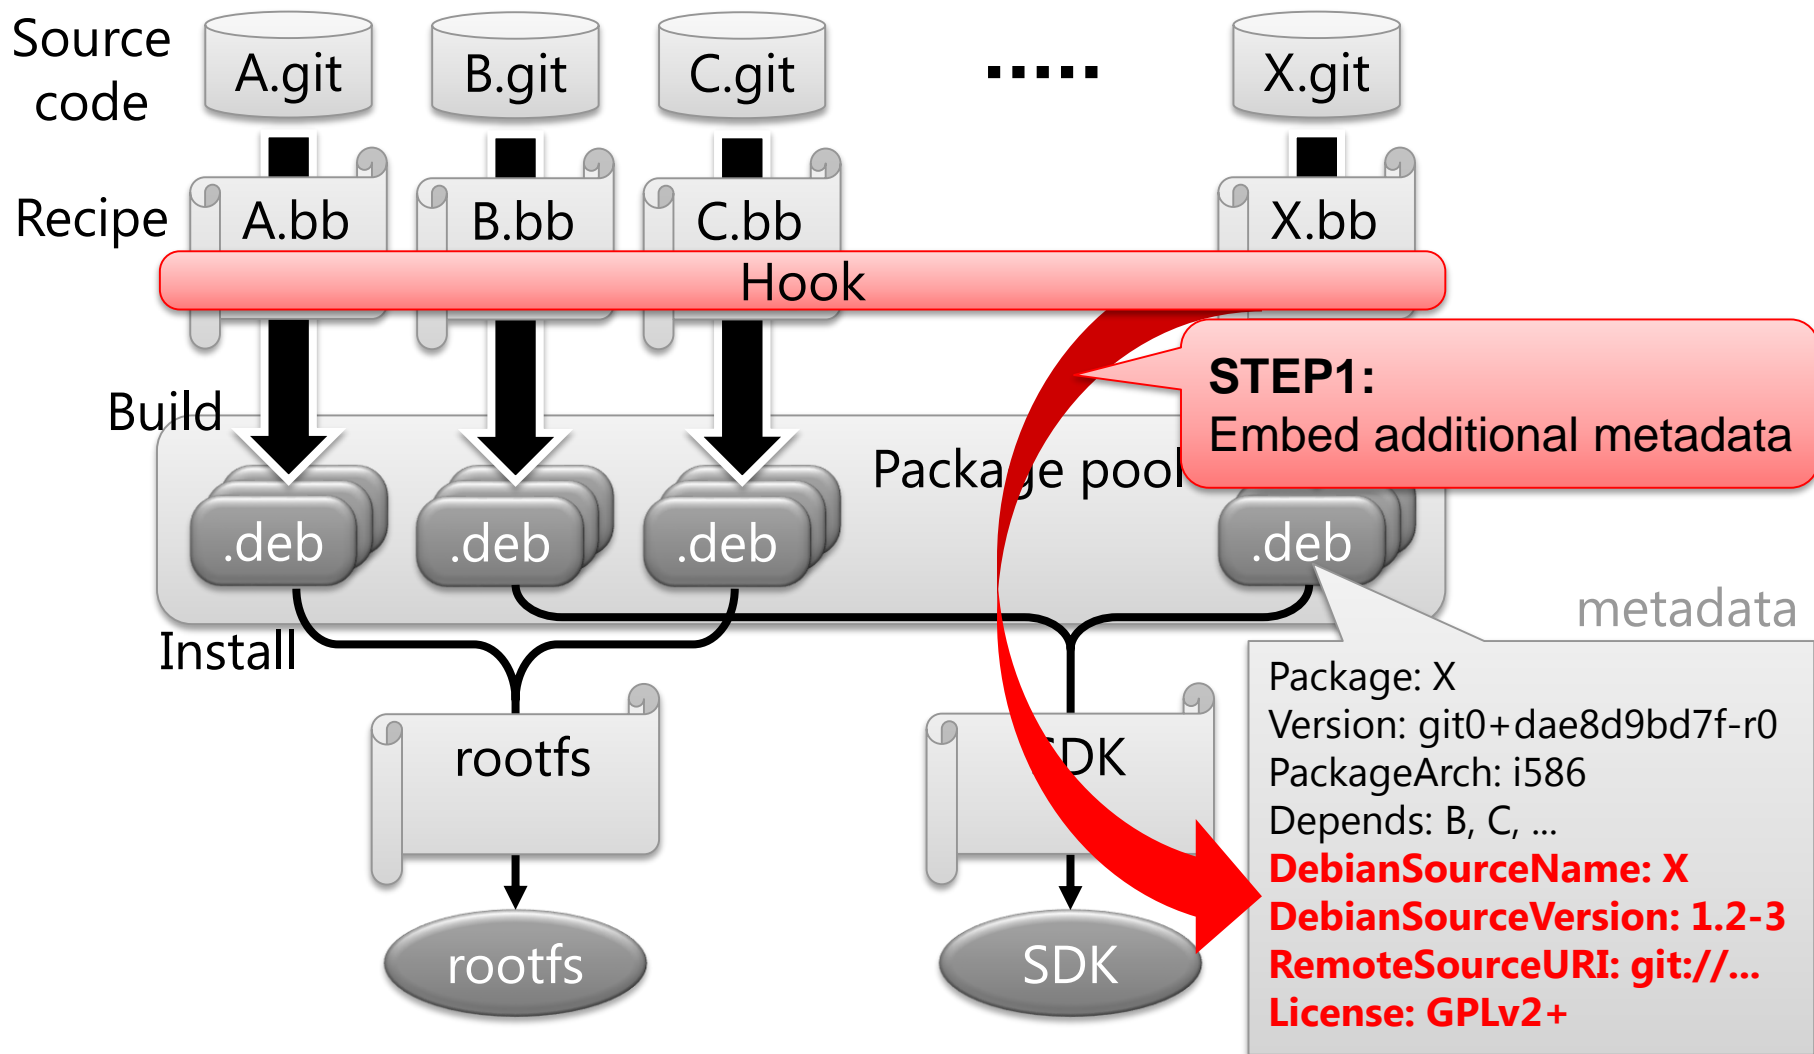 Source
code
A.git
B.git
C.git
.....
X.git
Recipe
A.bb
B.bb
C.bb
X.bb
Hook
STEP1:
Embed additional metadata
Build
Package pool
.deb
.deb
.deb
.deb
metadata
Install
Package: X
Version: git0+dae8d9bd7f-r0
PackageArch: i586
Depends: B, C, ...
DebianSourceName: X
DebianSourceVersion: 1.2-3
RemoteSourceURI: git://...
License: GPLv2+
rootfs
SDK
rootfs
SDK